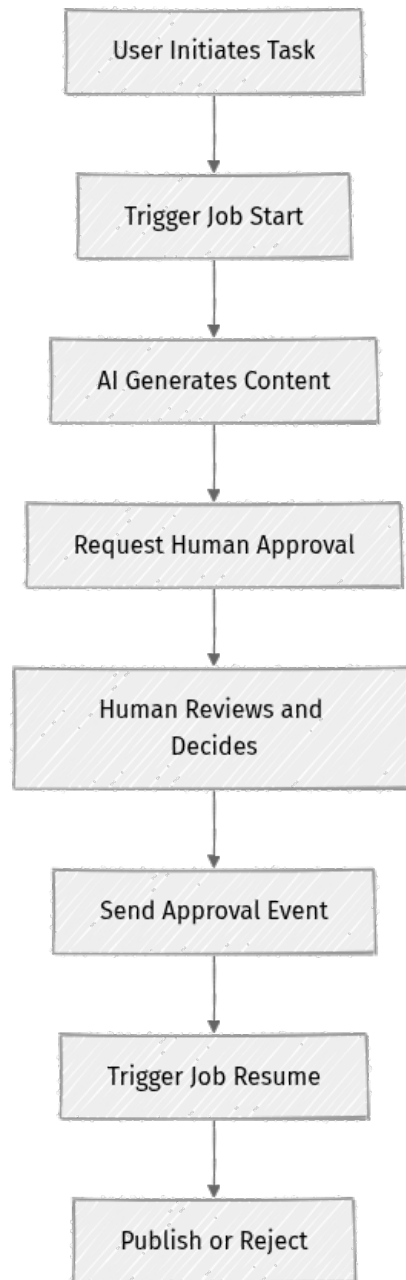 User Initiates Task
Trigger Job Start
AI Generates Content
Request Human Approval
Human Reviews and
Decides
Send Approval Event
Trigger Job Resume
Publish or Reject